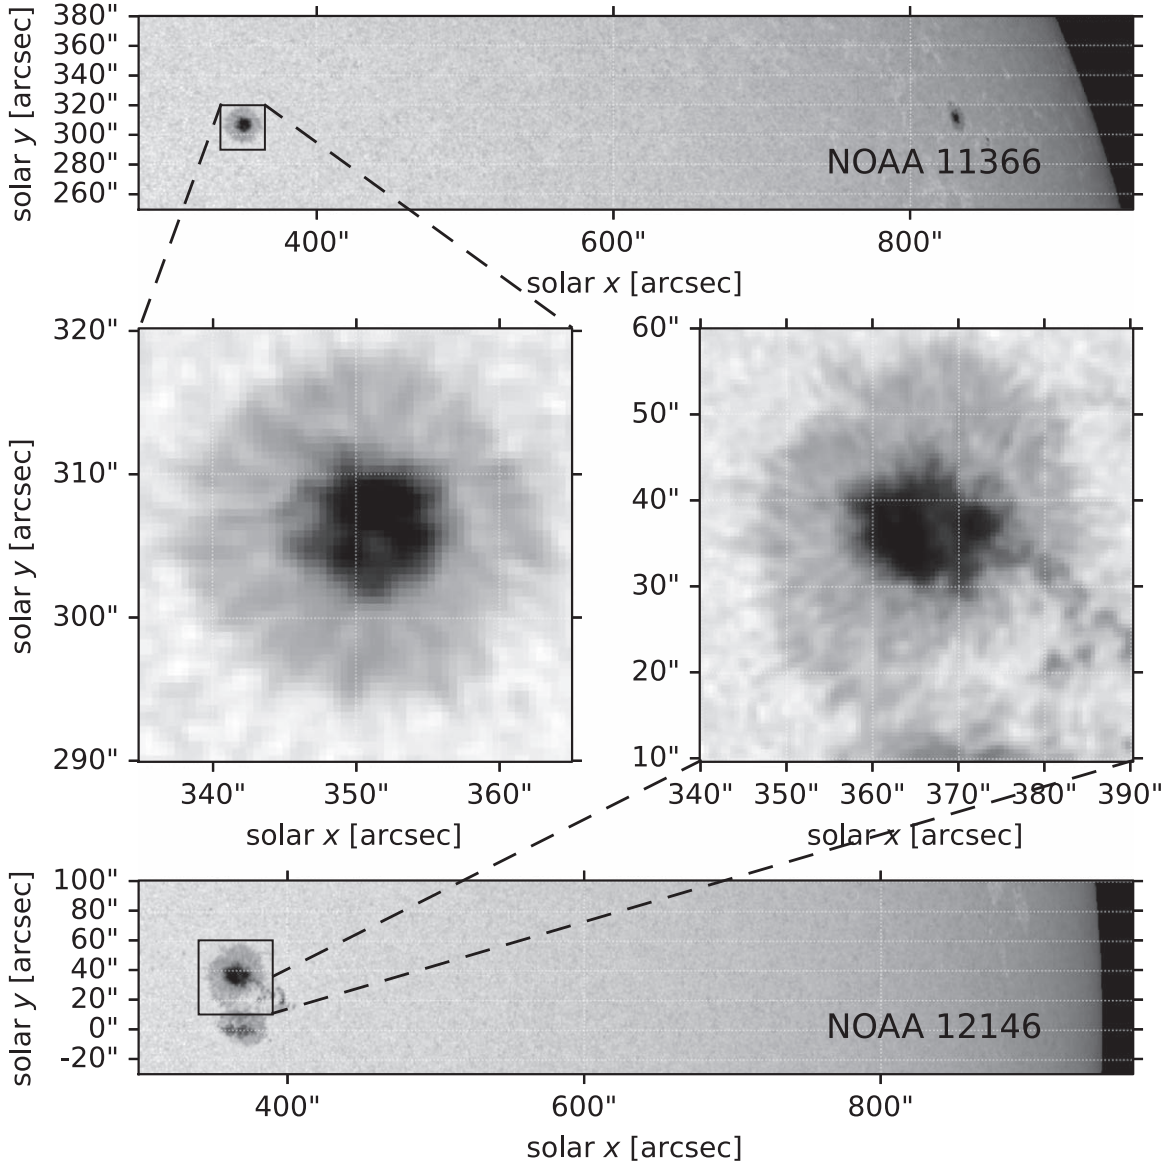 380"
360"
340"
320"
300"
280"
260"
solar y [arcsec]
NOAA 11366
400" 600" 800"
solar x [arcsec]
320"
310"
300"
290"
solar y [arcsec]
340" 350" 360"
solar x [arcsec]
60"
50"
40"
30"
20"
10"
340" 350" 360" 370" 380" 390"
solar x [arcsec]
100"
80"
60"
40"
20"
0"
-20"
solar y [arcsec]
NOAA 12146
400" 600" 800"
solar x [arcsec]